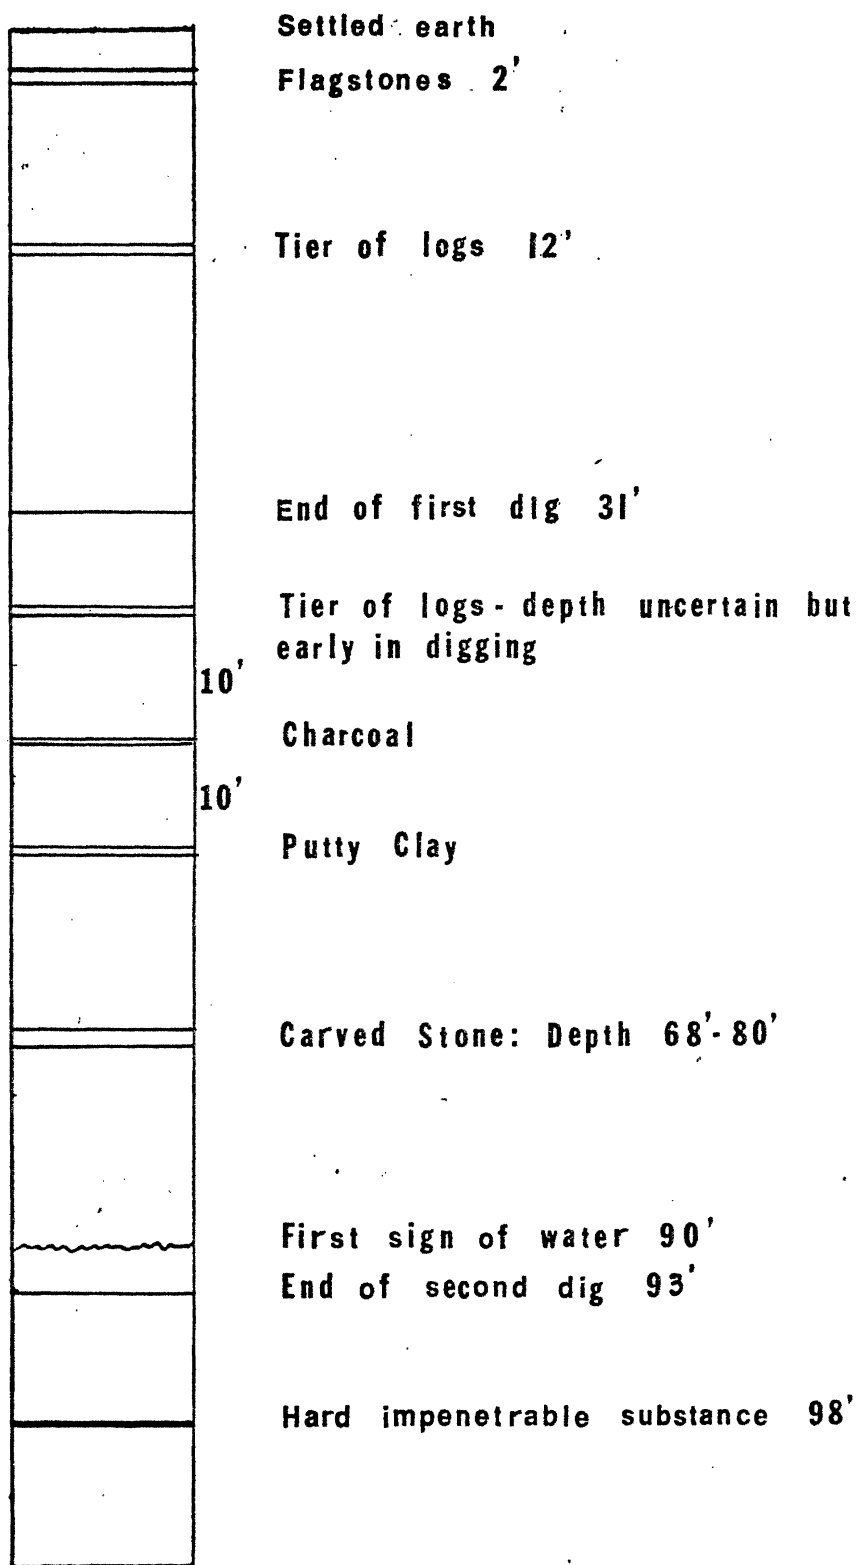 Settled earth
Flagstones 2'
Tier of logs 12'
End of first dig 31'
Tier of logs - depth uncertain but
early in digging
10'
Charcoal
10'
Putty Clay
Carved Stone: Depth 68'-80'
First sign of water 90'
End of second dig 93'
Hard impenetrable substance 98'